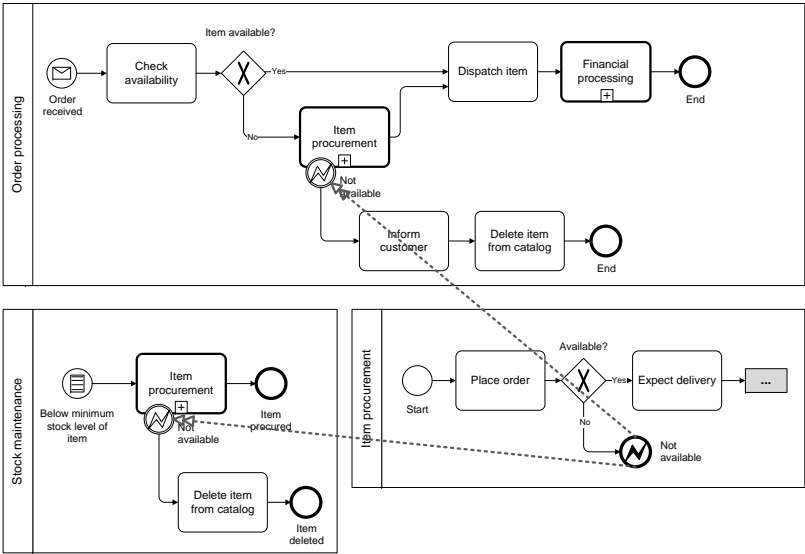 Order processing
Item available?
Order
received
Check
availability
Yes
No
Item
procurement
Not
available
Dispatch item
Financial
processing
End
Inform
customer
Delete item
from catalog
End
Stock maintenance
Below minimum
stock level of
item
Item
procurement
Not
available
Item
procured
Delete item
from catalog
Item
deleted
Item procurement
Start
Place order
Available?
Yes
No
Expect delivery
...
Not
available